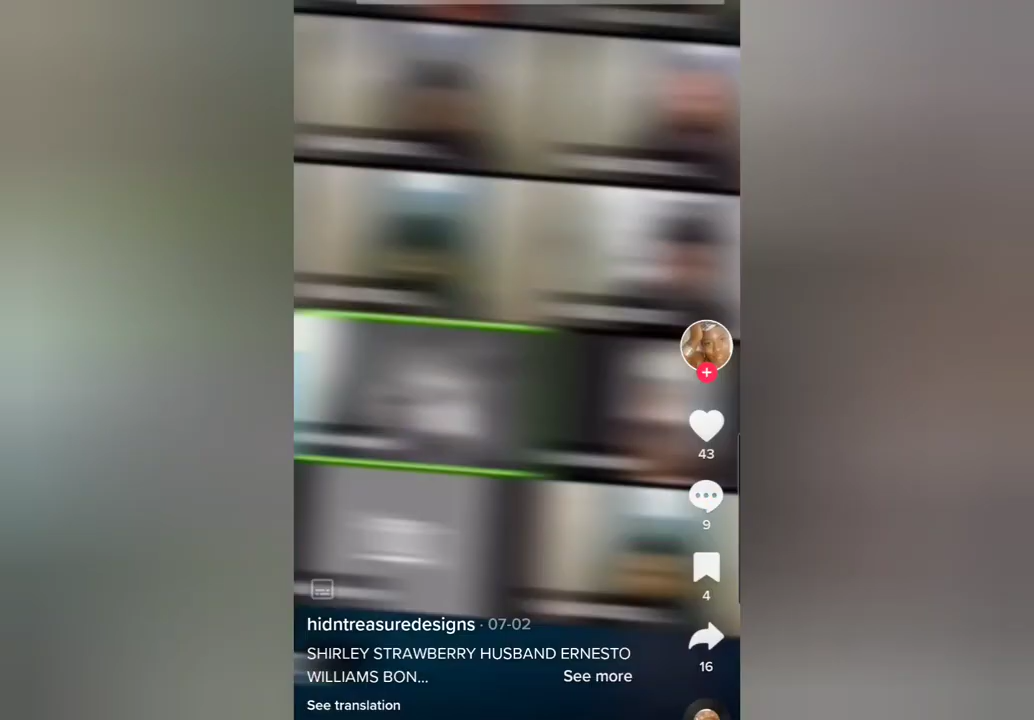 43
9
4
16
hidntreasuredesigns · 07-02
SHIRLEY STRAWBERRY HUSBAND ERNESTO
WILLIAMS BON... See more
See translation